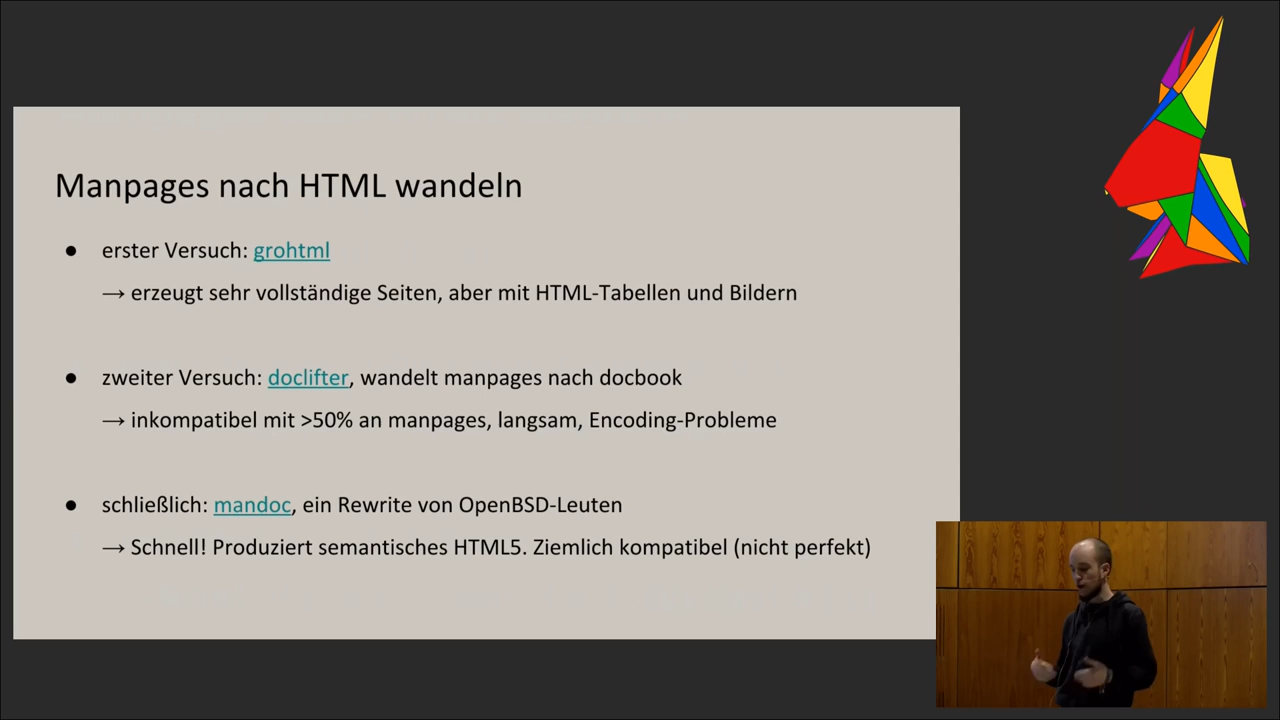 Manpages nach HTML wandeln
● erster Versuch: grohtml
→ erzeugt sehr vollständige Seiten, aber mit HTML-Tabellen und Bildern
● zweiter Versuch: doclifter, wandelt manpages nach docbook
→ inkompatibel mit >50% an manpages, langsam, Encoding-Probleme
● schließlich: mandoc, ein Rewrite von OpenBSD-Leuten
→ Schnell! Produziert semantisches HTML5. Ziemlich kompatibel (nicht perfekt)